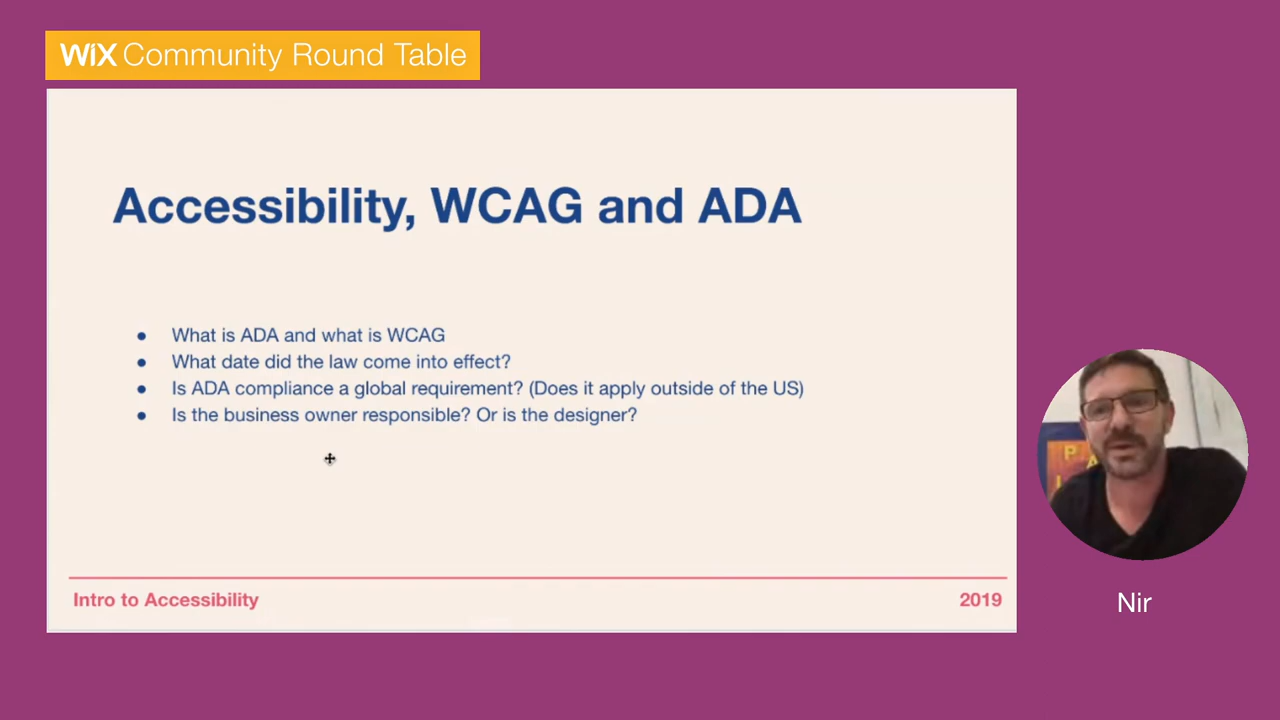 WIX Community Round Table
Accessibility, WCAG and ADA
● What is ADA and what is WCAG
● What date did the law come into effect?
● Is ADA compliance a global requirement? (Does it apply outside of the US)
● Is the business owner responsible? Or is the designer?
Intro to Accessibility 2019
Nir